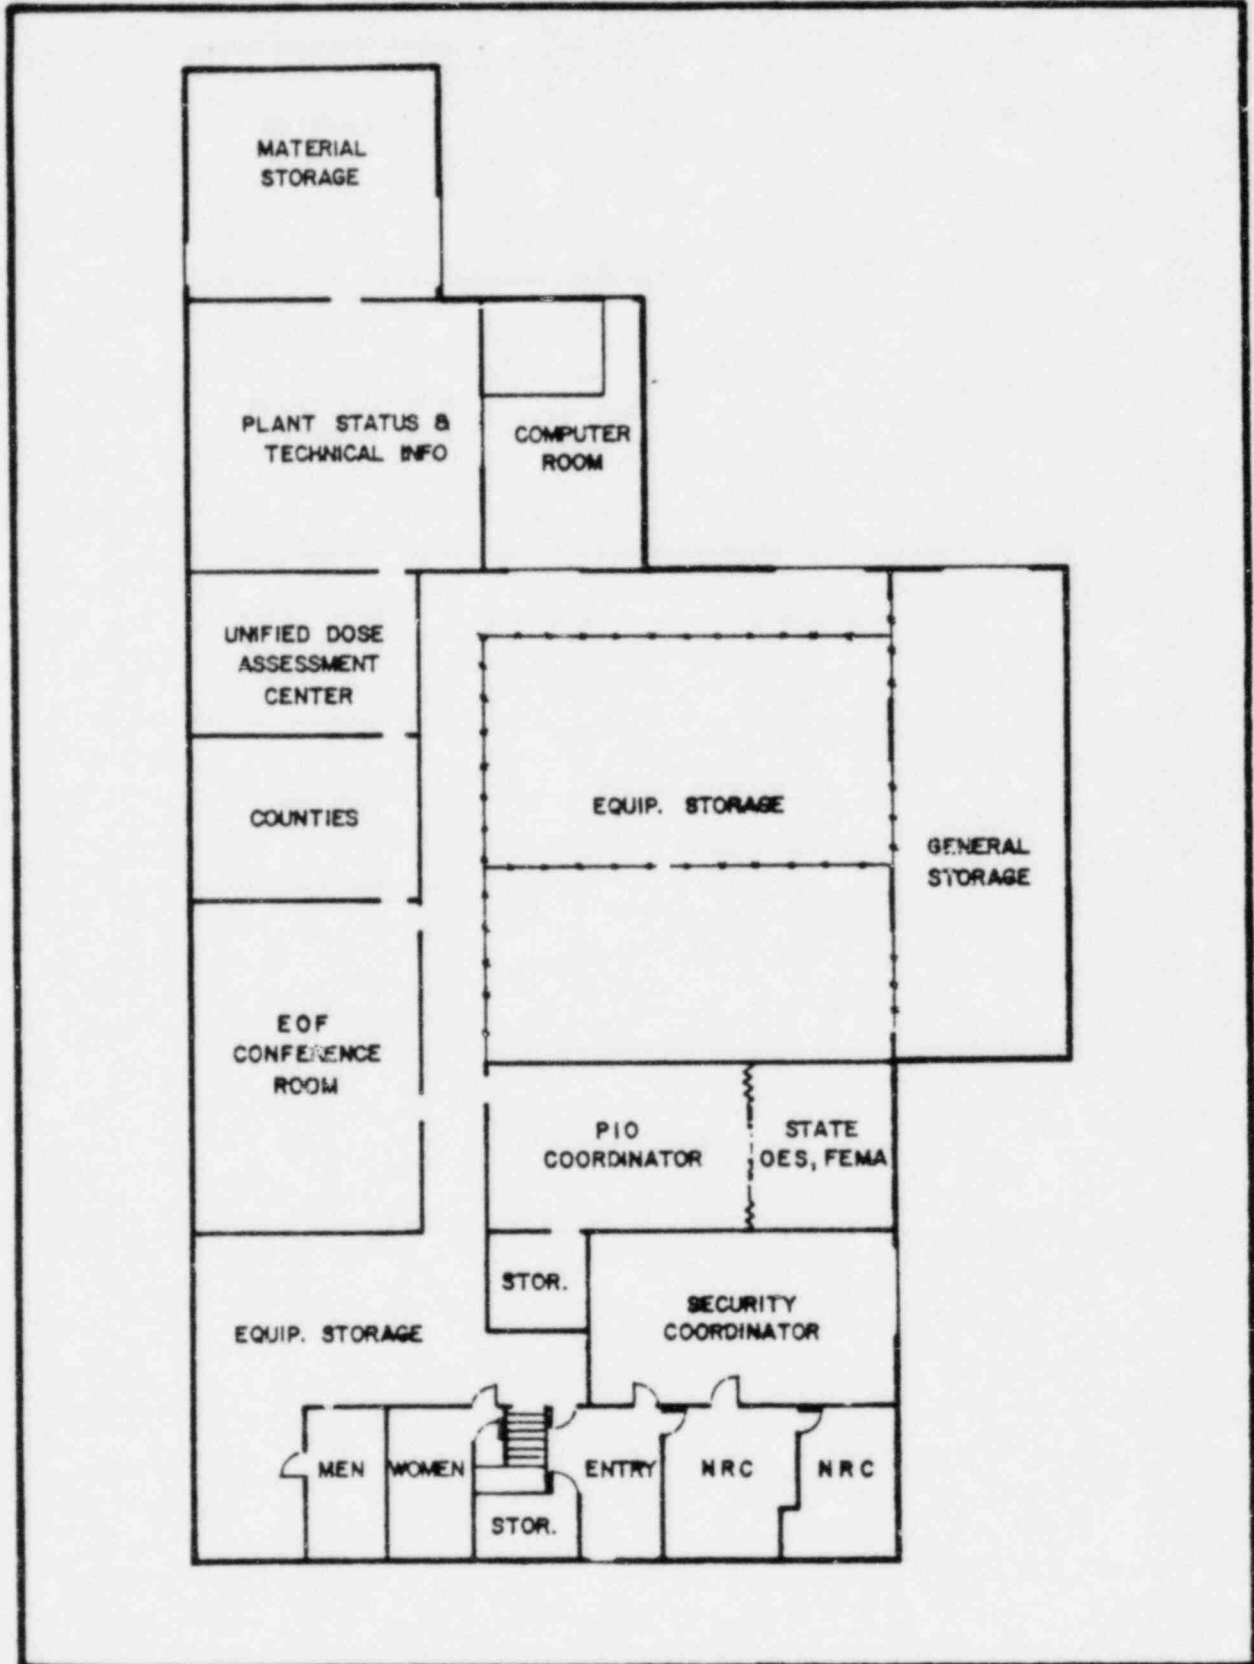 MATERIAL
STORAGE
PLANT STATUS &
TECHNICAL INFO
COMPUTER
ROOM
UNIFIED DOSE
ASSESSMENT
CENTER
COUNTIES
EQUIP. STORAGE
GENERAL
STORAGE
EOF
CONFERENCE
ROOM
PIO
COORDINATOR
STATE
OES, FEMA
STOR.
SECURITY
COORDINATOR
EQUIP. STORAGE
MEN
WOMEN
ENTRY
NRC
NRC
STOR.